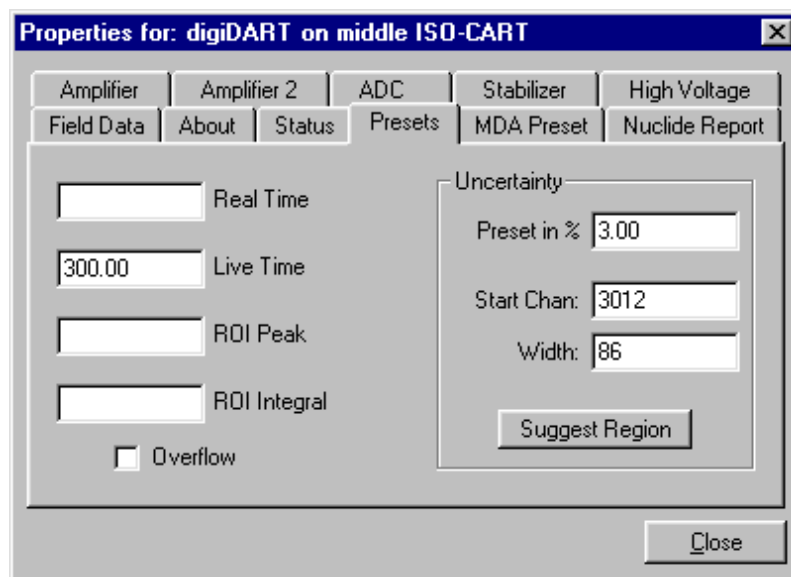 Properties for: digiDART on middle ISO-CART
Amplifier Amplifier 2 ADC Stabilizer High Voltage
Field Data About Status Presets MDA Preset Nuclide Report
Real Time
300.00 Live Time
ROI Peak
ROI Integral
Overflow
Uncertainty
Preset in % 3.00
Start Chan: 3012
Width: 86
Suggest Region
Close